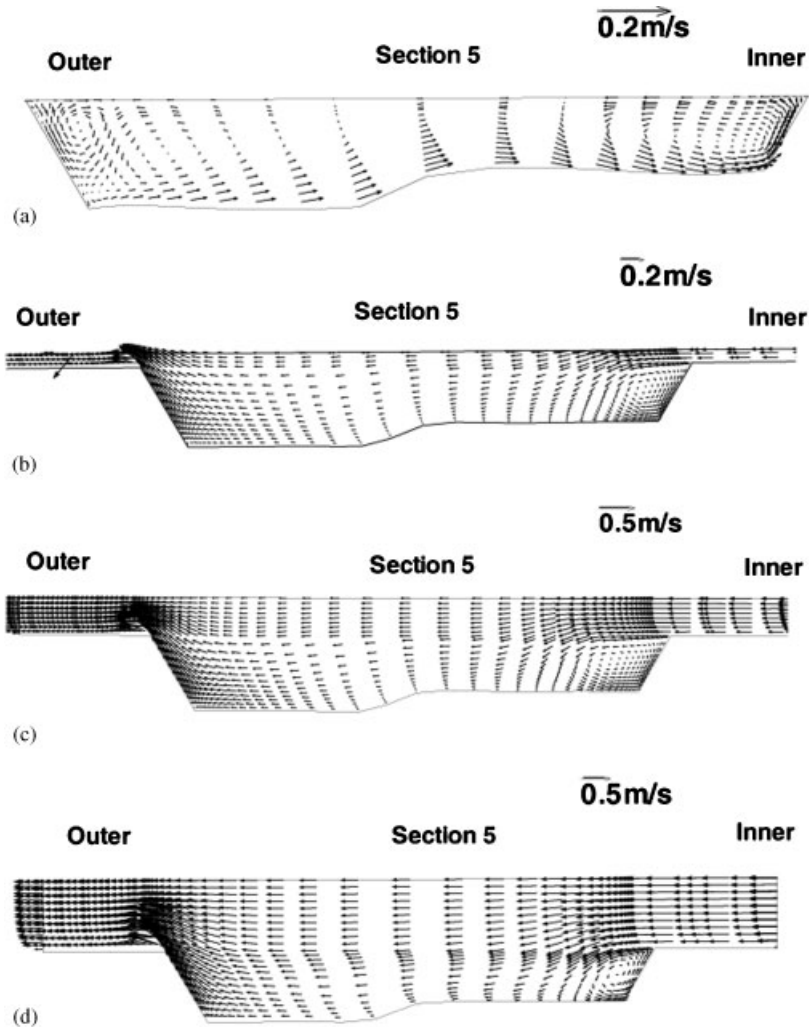 0.2m/s
Outer Section 5 Inner
(a)
0.2m/s
Outer Section 5 Inner
(b)
0.5m/s
Outer Section 5 Inner
(c)
0.5m/s
Outer Section 5 Inner
(d)